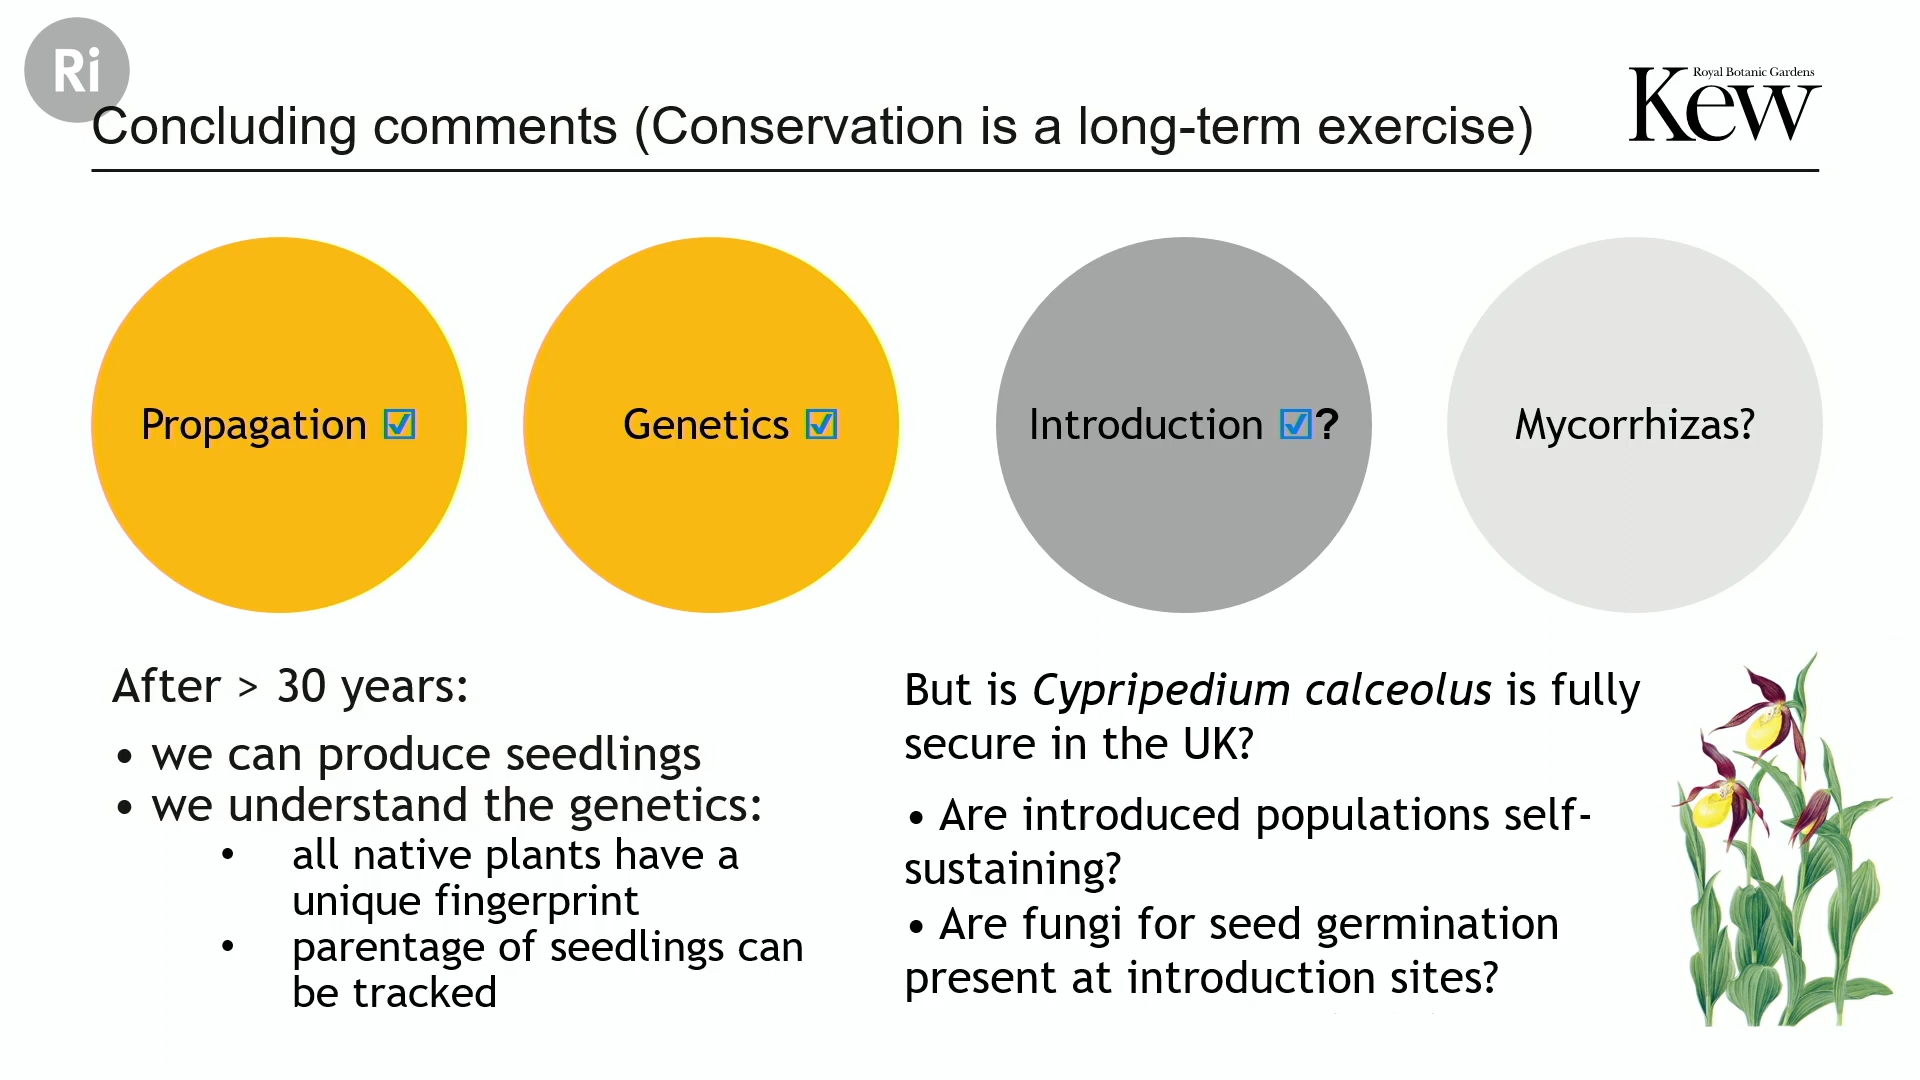 Ri
Royal Botanic Gardens
Kew
Concluding comments (Conservation is a long-term exercise)
Propagation ☑
Genetics ☑
Introduction ☑?
Mycorrhizas?
After > 30 years:
• we can produce seedlings
• we understand the genetics:
• all native plants have a
unique fingerprint
• parentage of seedlings can
be tracked
But is Cypripedium calceolus is fully
secure in the UK?
• Are introduced populations self-
sustaining?
• Are fungi for seed germination
present at introduction sites?